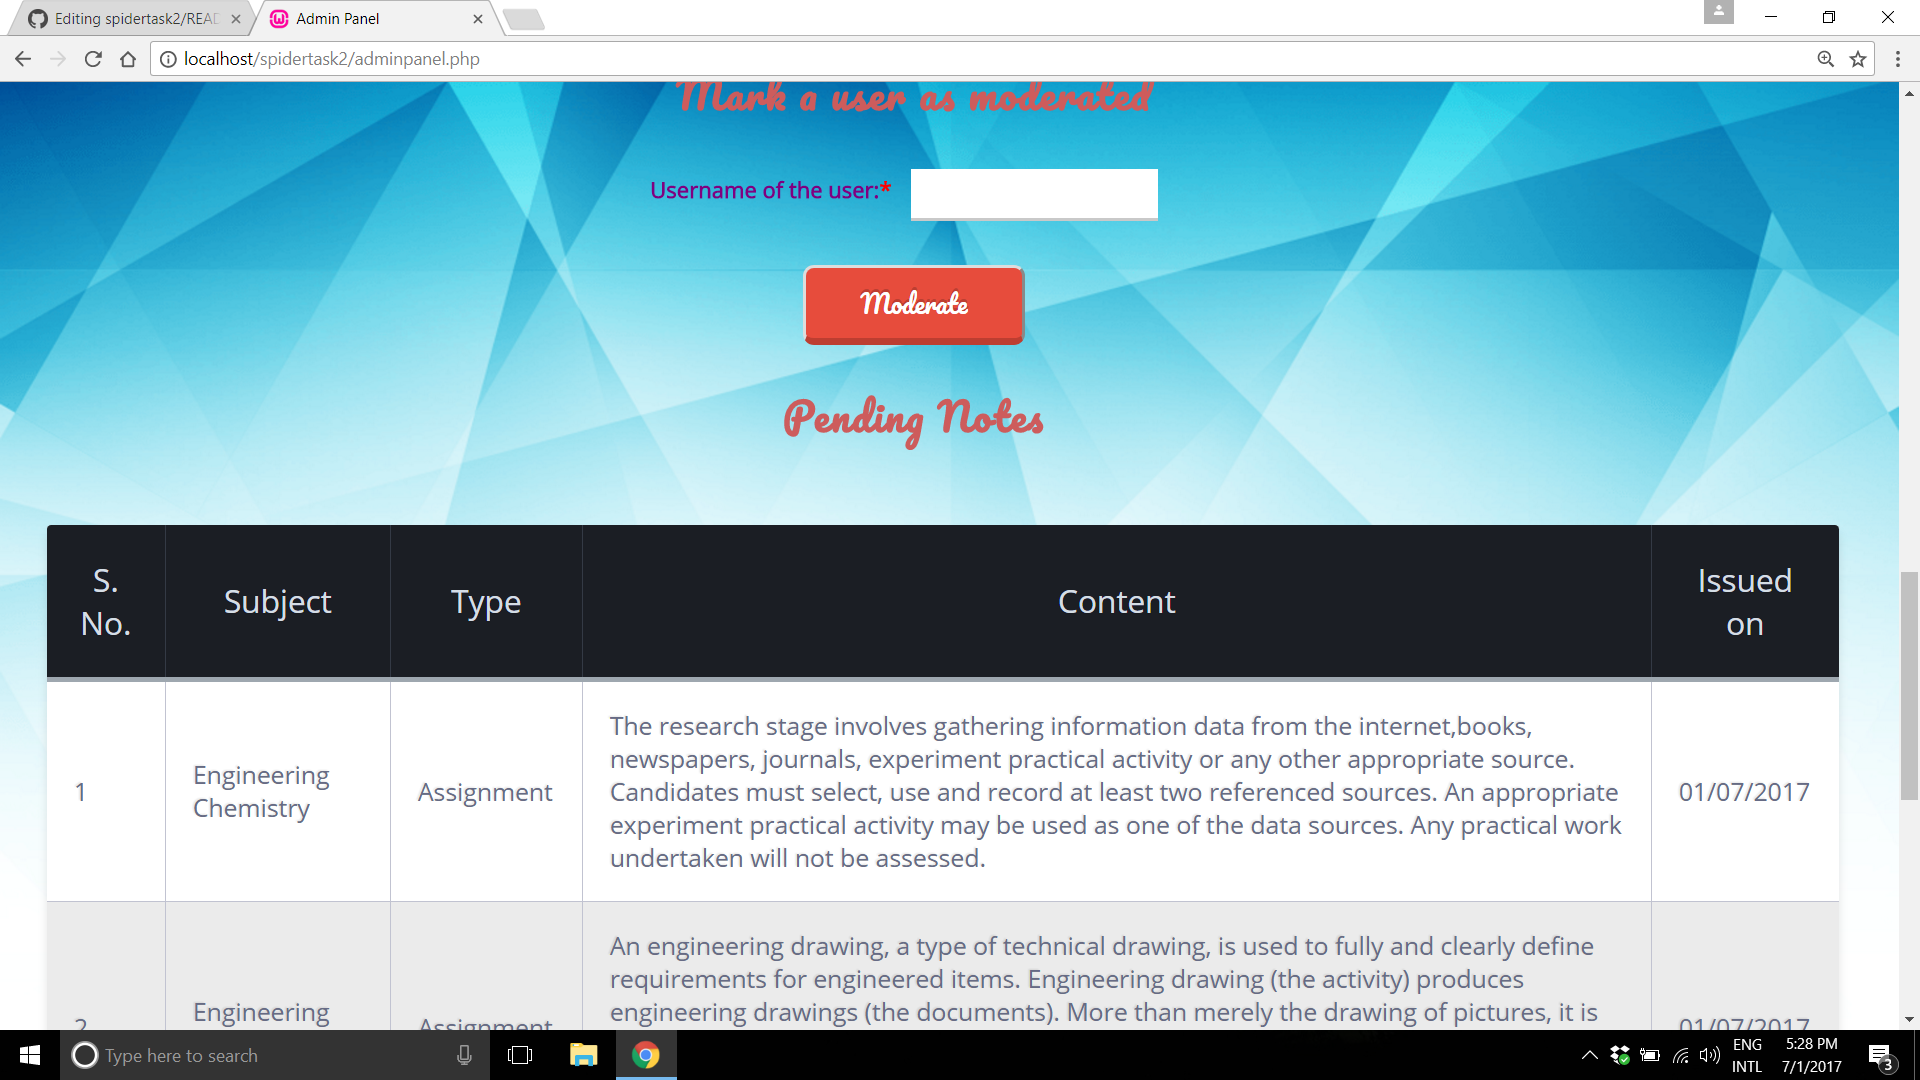 Editing spidertask2/READ
Admin Panel
localhost/spidertask2/adminpanel.php
Mark a user as moderated
Username of the user:*
Moderate
Pending Notes
S. No.
Subject
Type
Content
Issued on
1
Engineering
Chemistry
Assignment
The research stage involves gathering information data from the internet,books,
newspapers, journals, experiment practical activity or any other appropriate source.
Candidates must select, use and record at least two referenced sources. An appropriate
experiment practical activity may be used as one of the data sources. Any practical work
undertaken will not be assessed.
01/07/2017
2
Engineering
Assignment
An engineering drawing, a type of technical drawing, is used to fully and clearly define
requirements for engineered items. Engineering drawing (the activity) produces
engineering drawings (the documents). More than merely the drawing of pictures, it is
01/07/2017
Type here to search
ENG
INTL
5:28 PM
7/1/2017
3